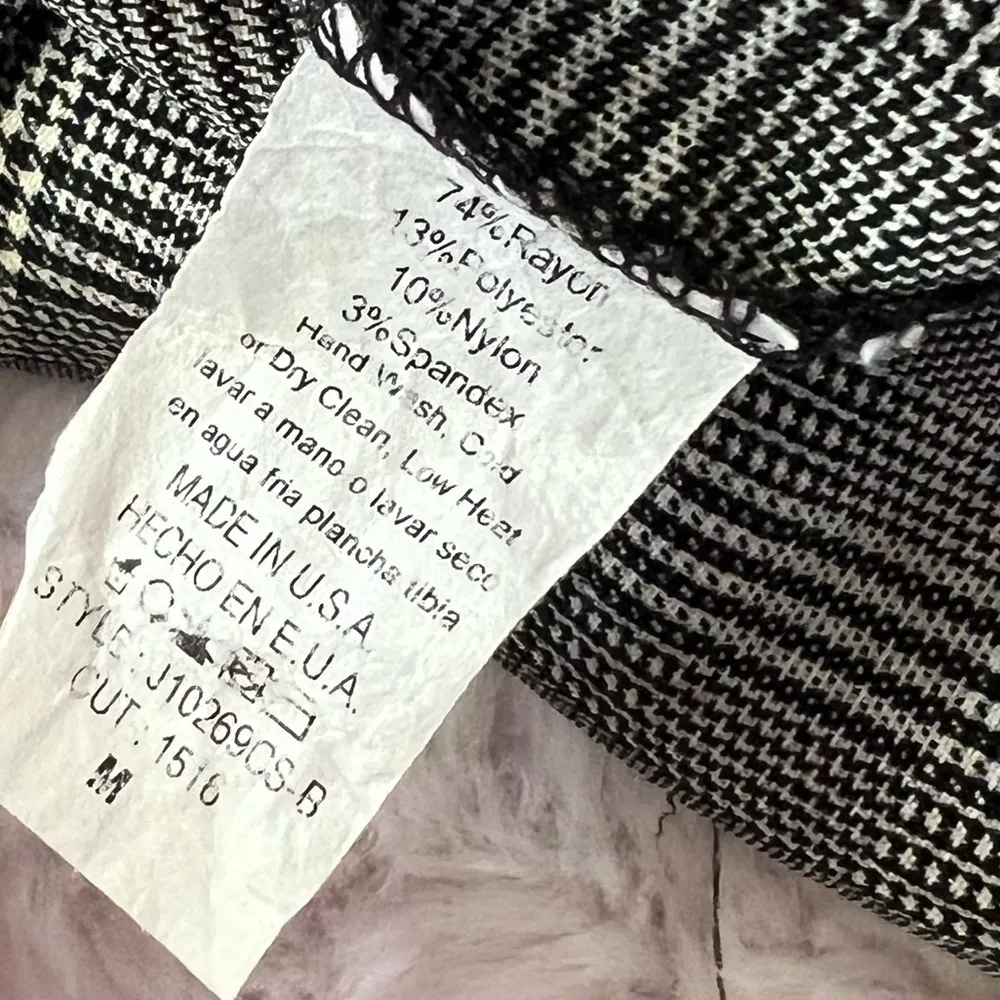 74%Rayon
13%Polyester
10%Nylon
3%Spandex
Hand Wash, Cold
or Dry Clean, Low Heat
lavar a mano o lavar seco
en agua fria plancha tibia
MADE IN U.S.A
HECHO EN E.U.A.
STYLE: J10269CS-B
CUT: 1516
M